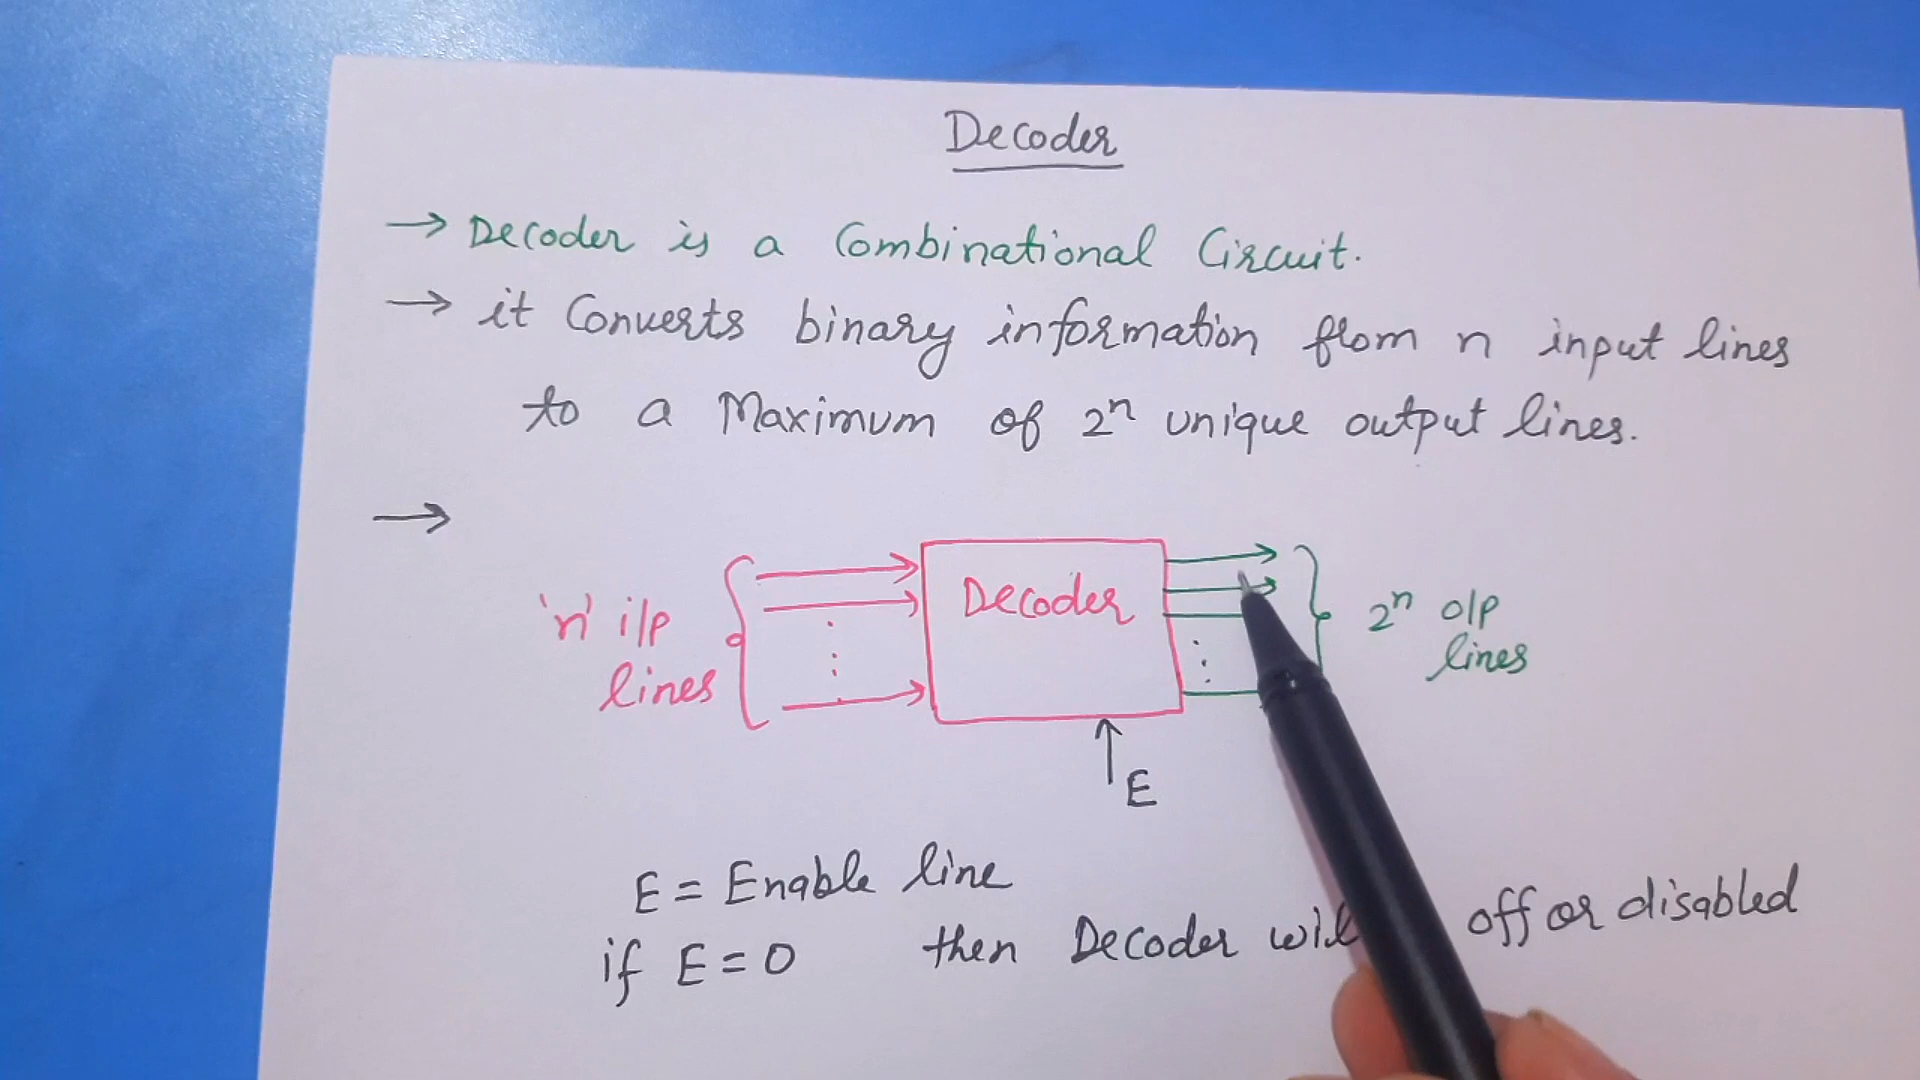 Decoder
→ Decoder is a Combinational Circuit.
→ it Converts binary information from n input lines
to a Maximum of 2ⁿ unique output lines.
→
'n' i/p
lines
Decoder
2ⁿ o/p
lines
E
E = Enable line
if E = 0 then Decoder will off or disabled